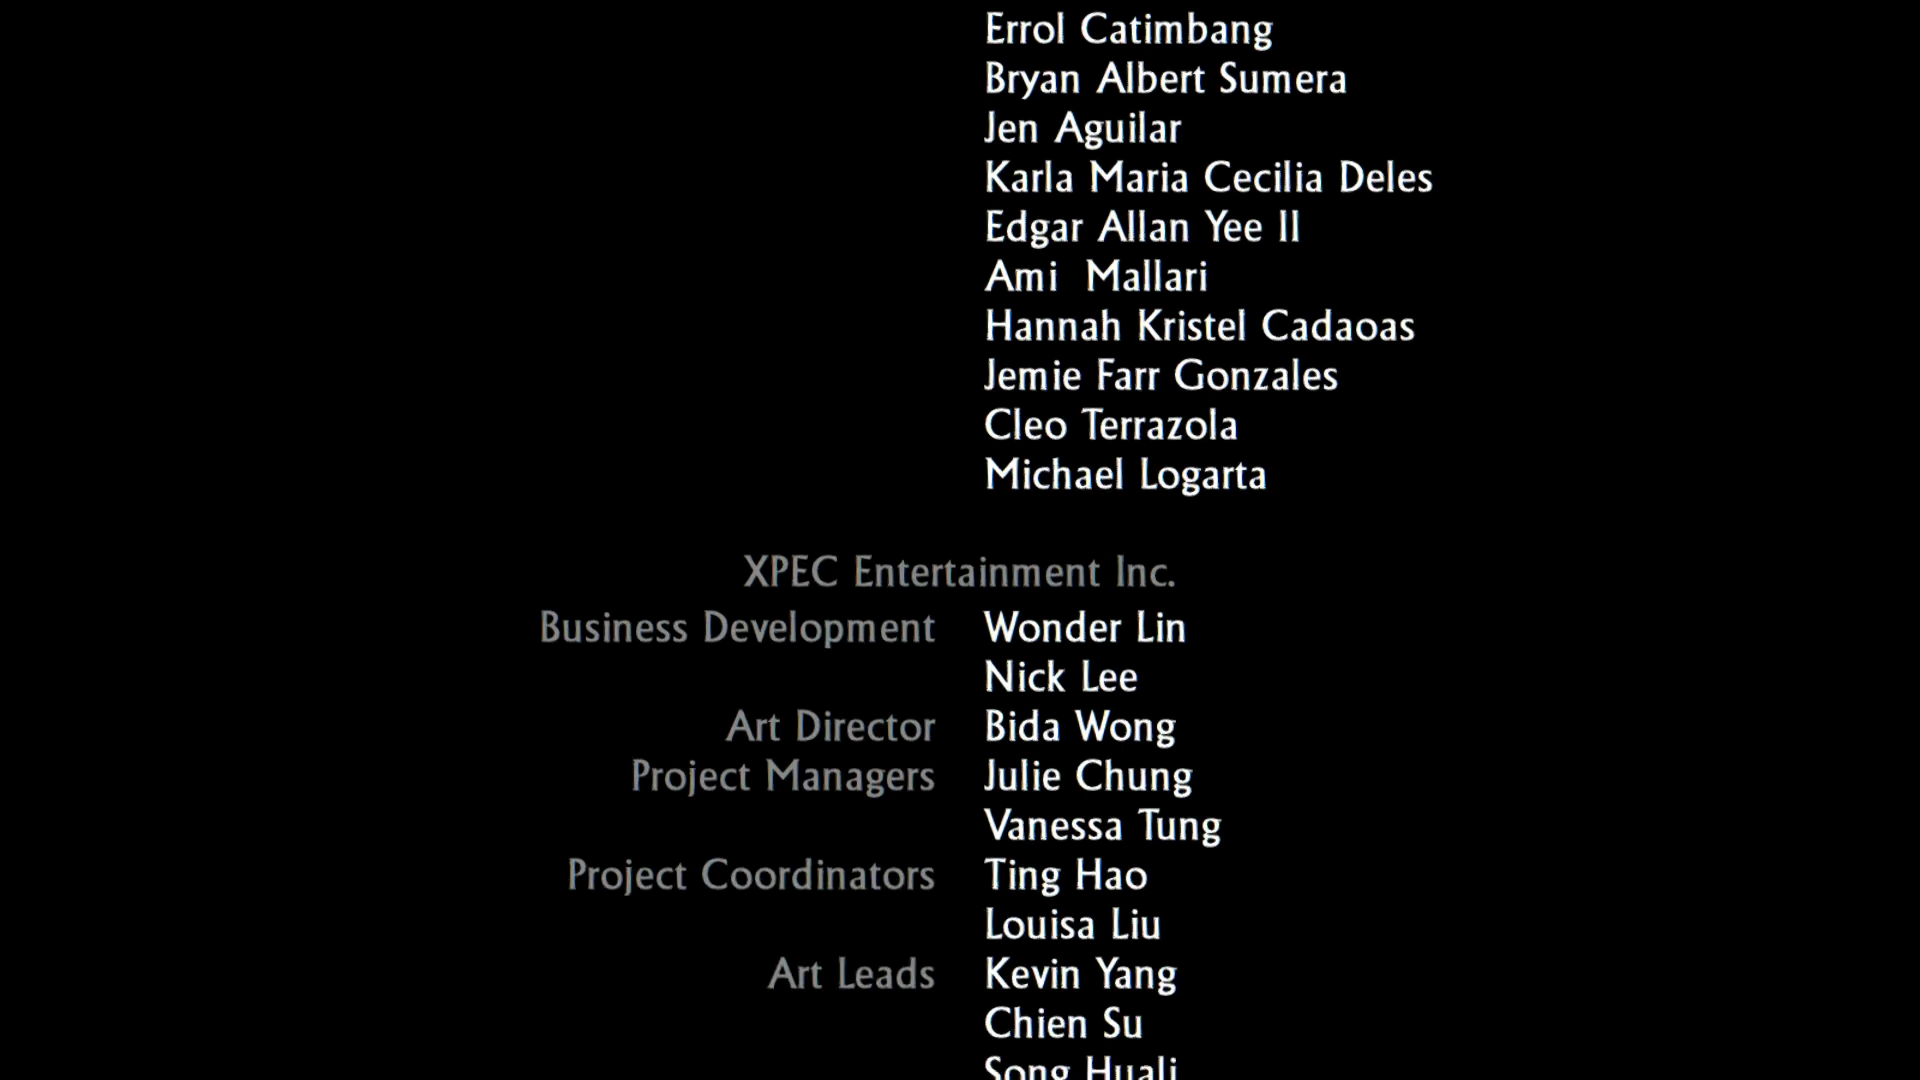 Errol Catimbang
Bryan Albert Sumera
Jen Aguilar
Karla Maria Cecilia Deles
Edgar Allan Yee II
Ami  Mallari
Hannah Kristel Cadaoas
Jemie Farr Gonzales
Cleo Terrazola
Michael Logarta
XPEC Entertainment Inc.
Business Development Wonder Lin
Nick Lee
Art Director Bida Wong
Project Managers Julie Chung
Vanessa Tung
Project Coordinators Ting Hao
Louisa Liu
Art Leads Kevin Yang
Chien Su
Song Huali